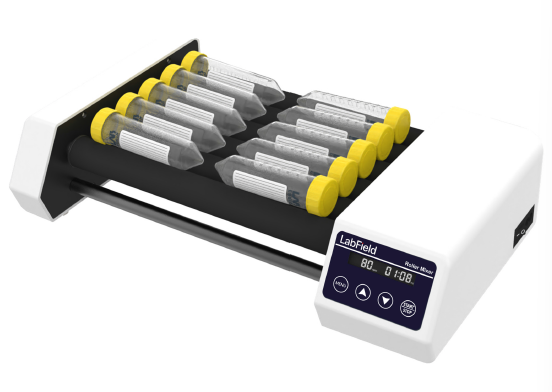 LabField
Roller Mixer
80 01:08
MENU
START
STOP